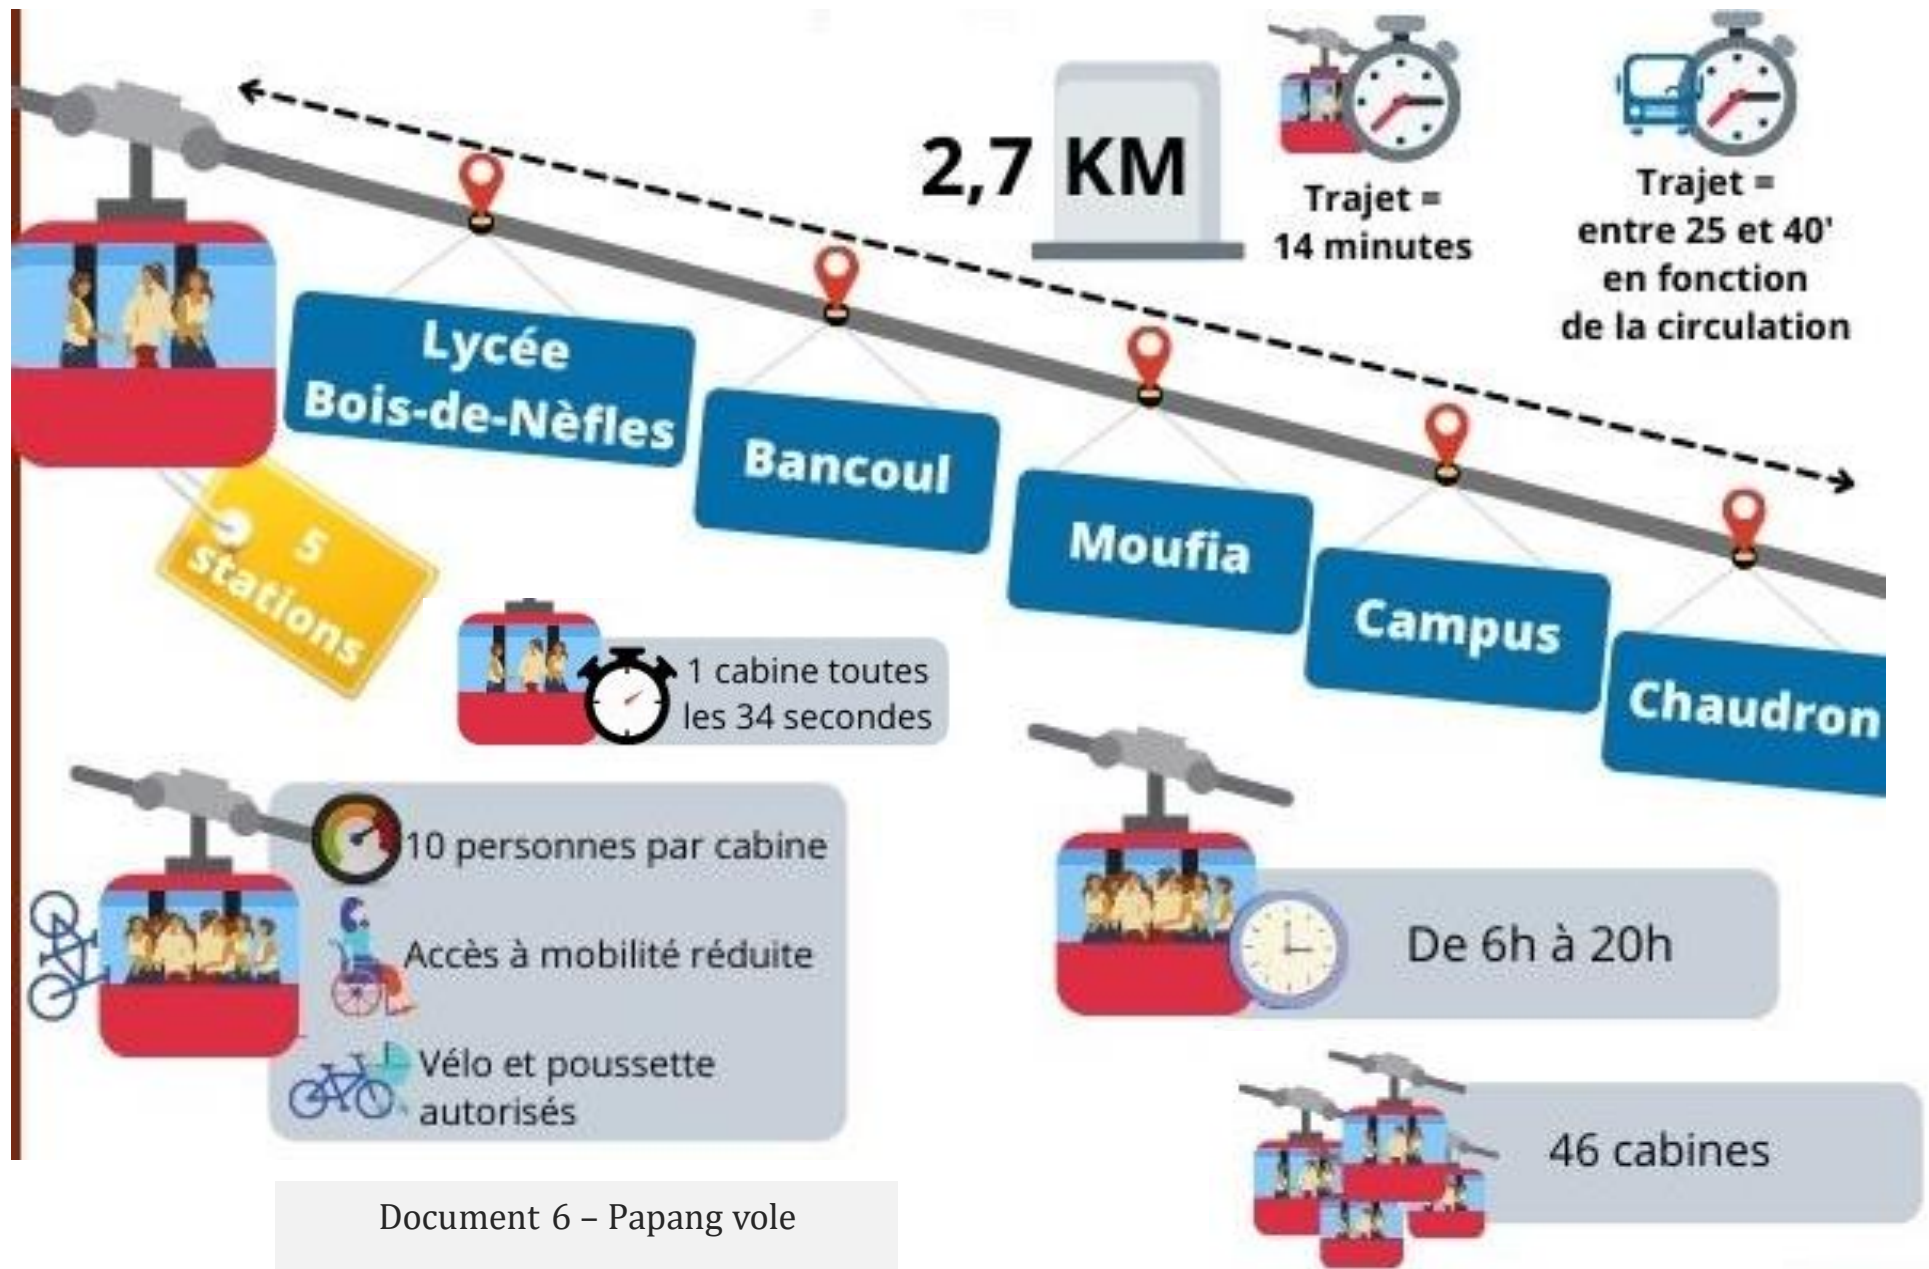 2,7 KM
Trajet =
14 minutes
Trajet =
entre 25 et 40'
en fonction
de la circulation
Lycée
Bois-de-Nèfles
Bancoul
Moufia
Campus
Chaudron
5
stations
1 cabine toutes
les 34 secondes
10 personnes par cabine
Accès à mobilité réduite
Vélo et poussette
autorisés
De 6h à 20h
46 cabines
Document 6 – Papang vole